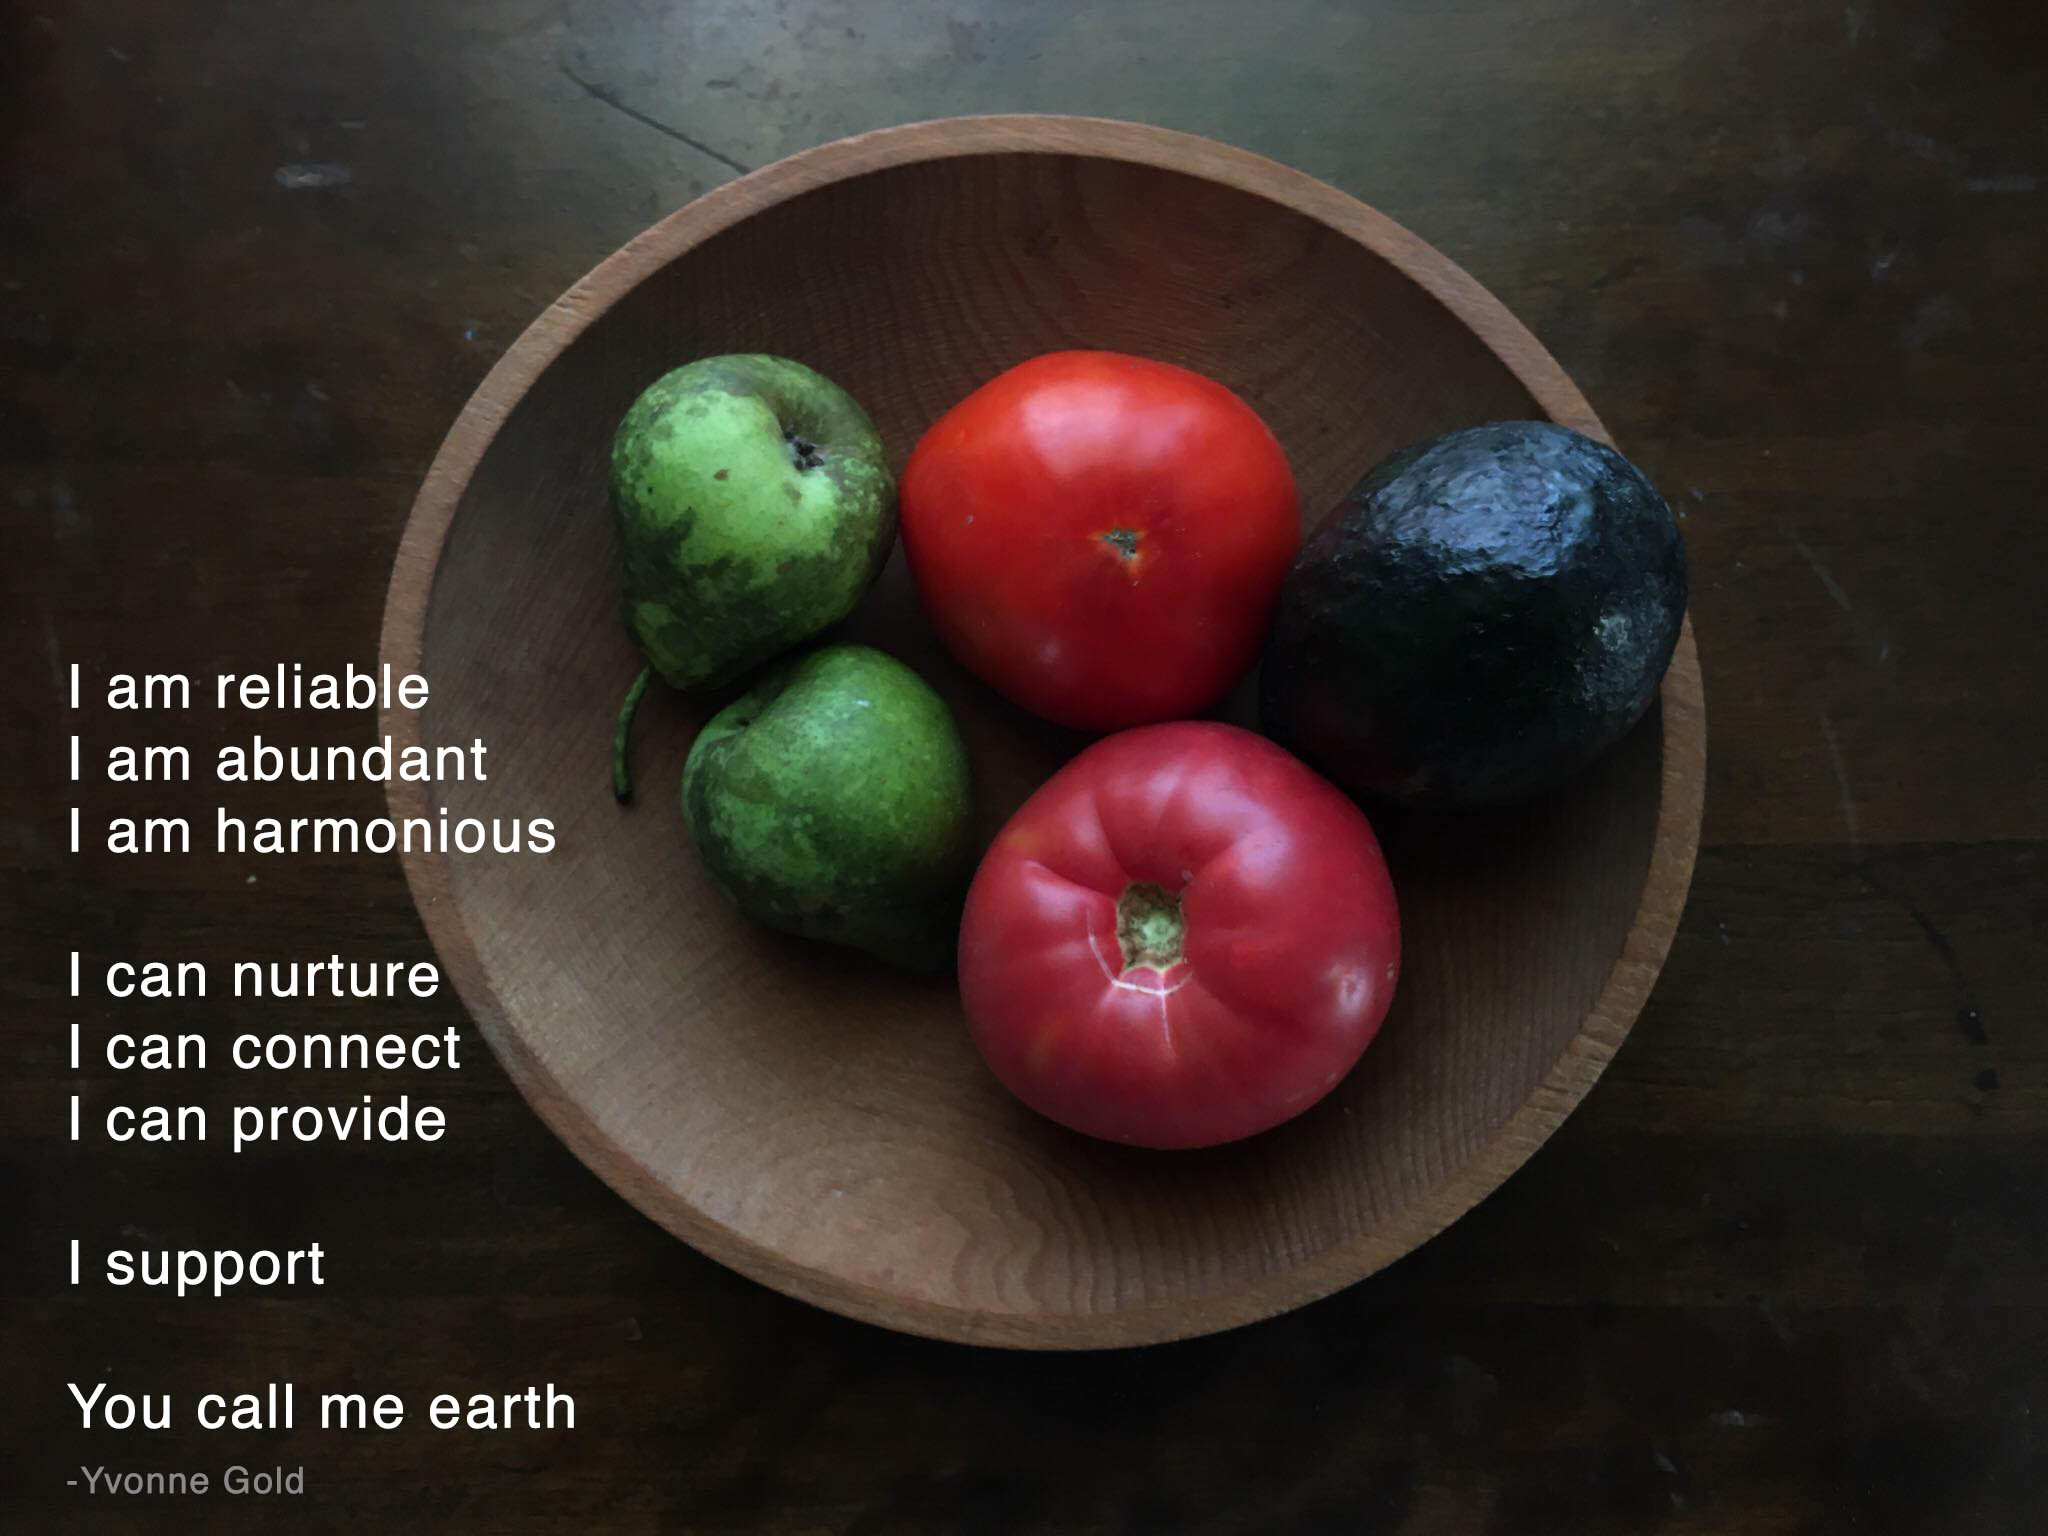 I am reliable
I am abundant
I am harmonious
I can nurture
I can connect
I can provide
I support
You call me earth
-Yvonne Gold